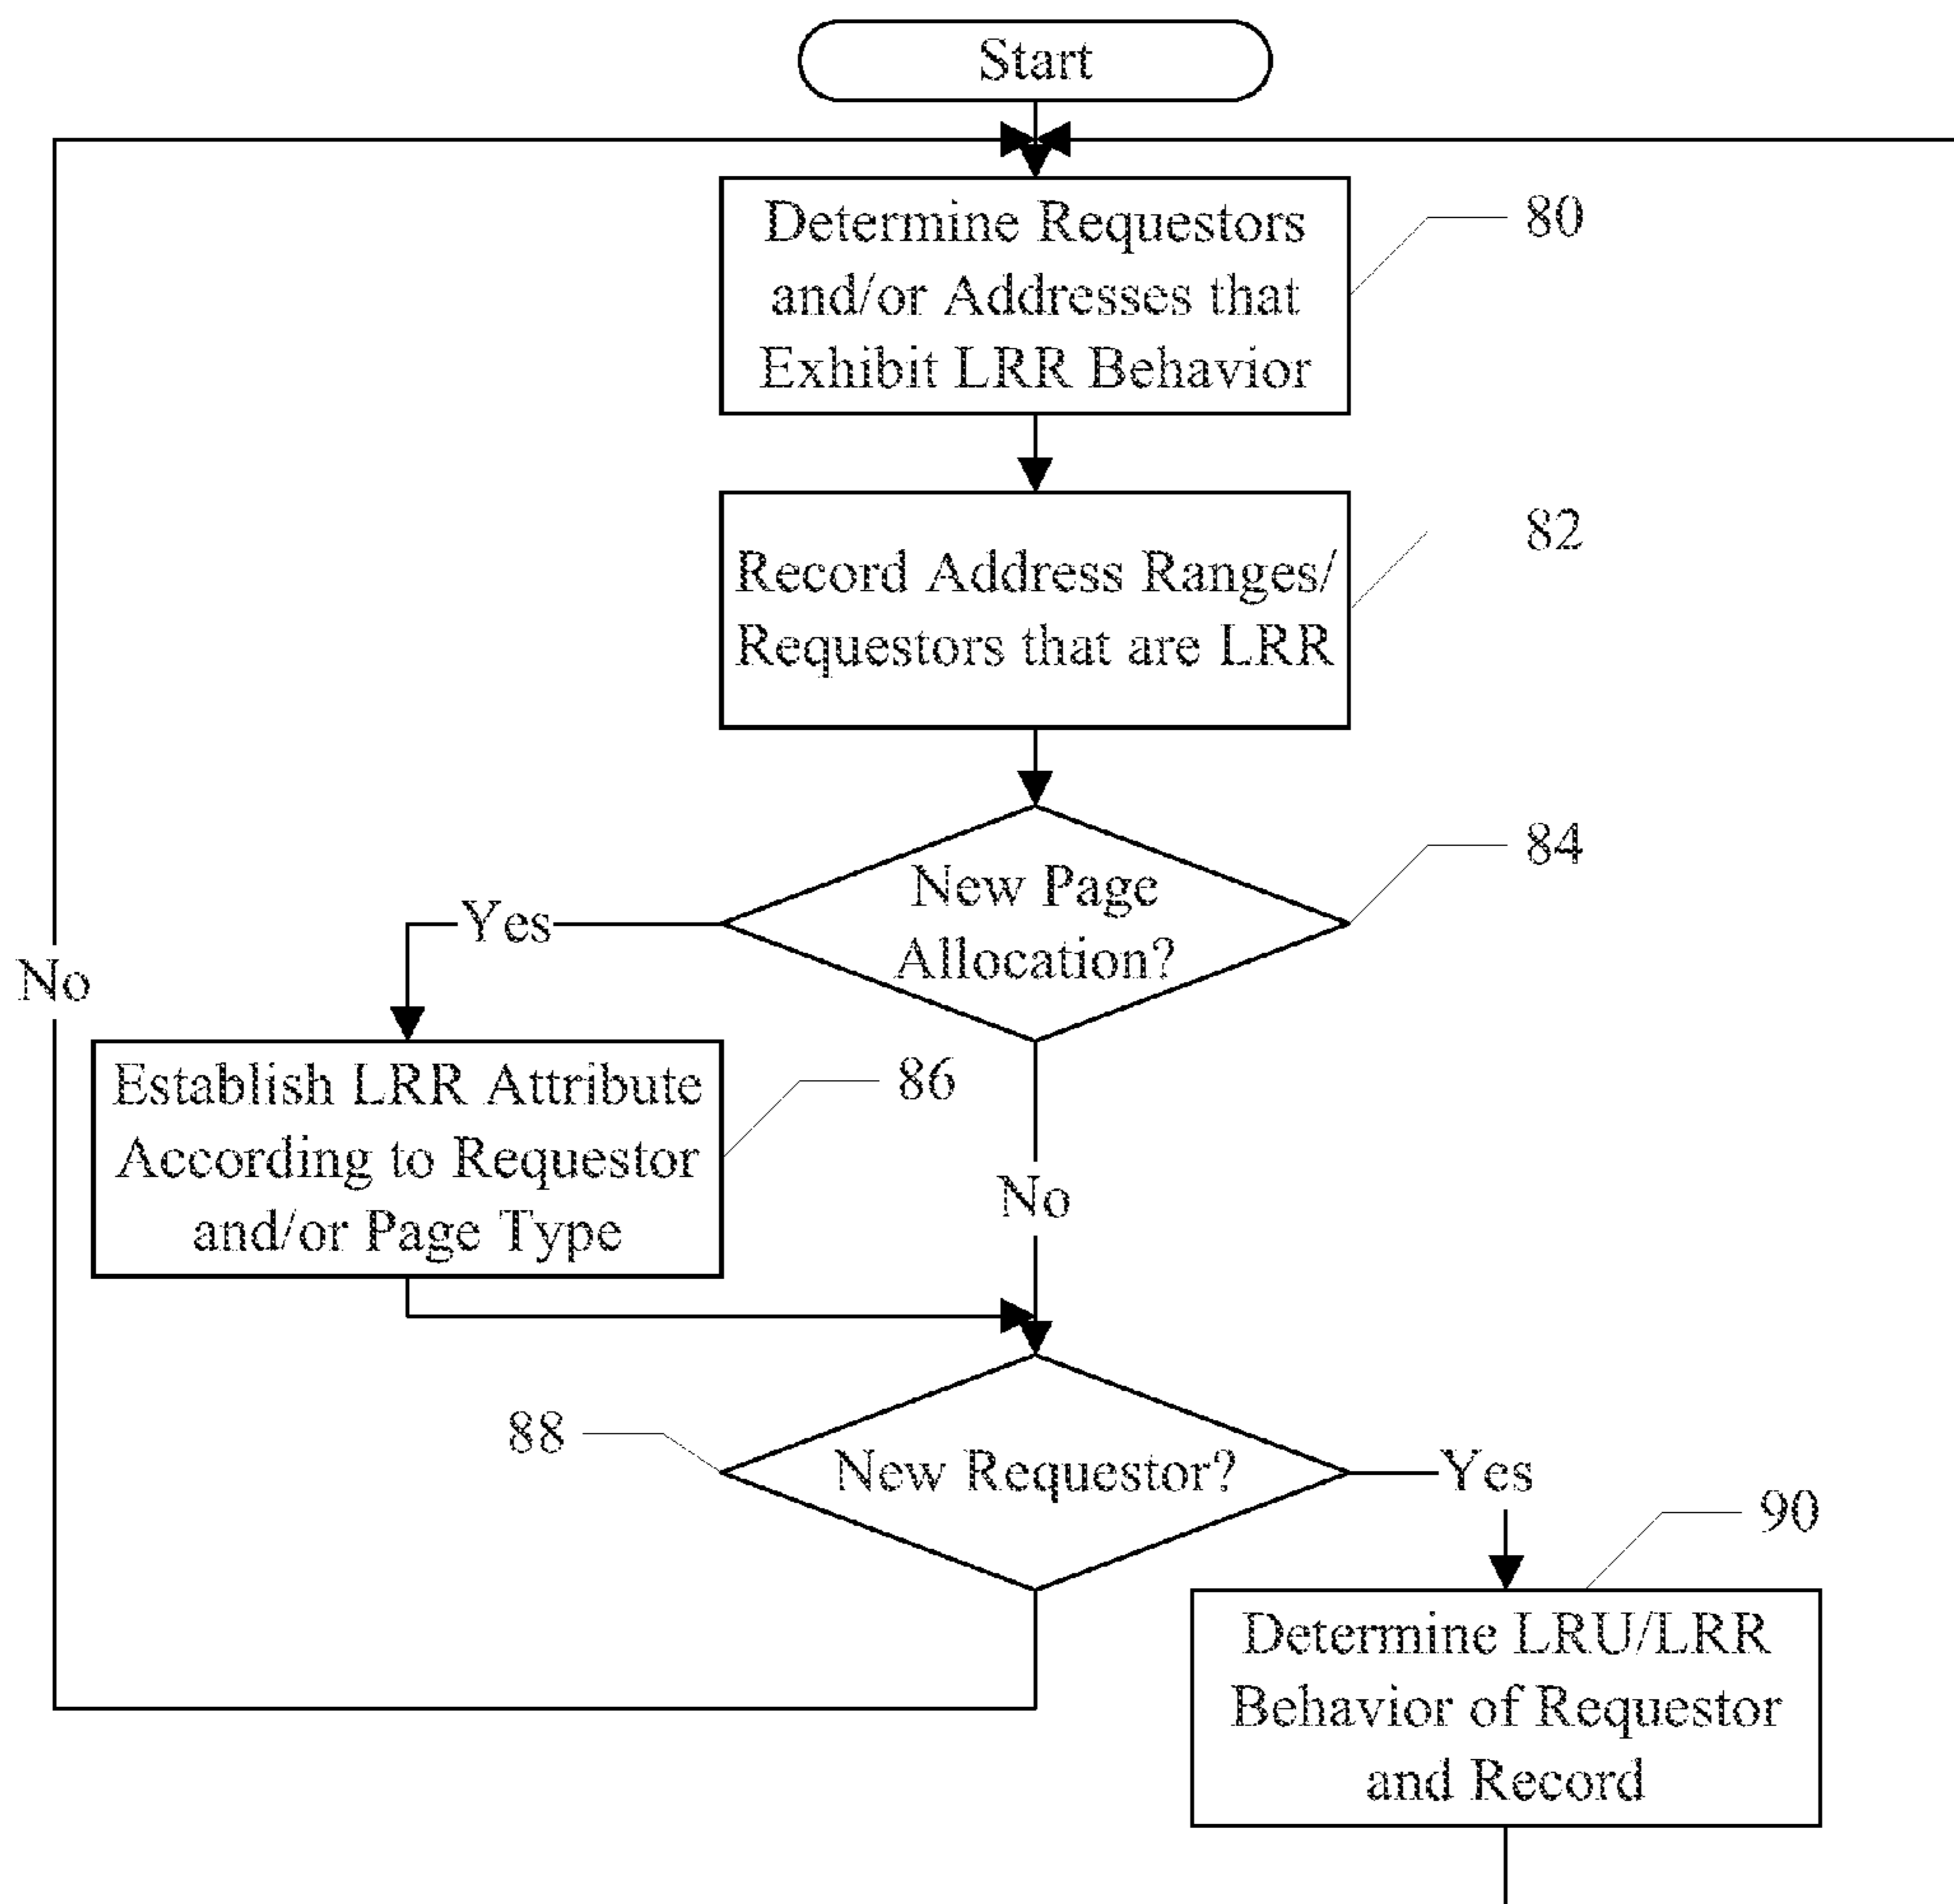 Start
Determine Requestors
and/or Addresses that
Exhibit LRR Behavior
80
Record Address Ranges/
Requestors that are LRR
82
New Page
Allocation?
84
Yes
No
Establish LRR Attribute
According to Requestor
and/or Page Type
86
No
New Requestor?
88
Yes
90
Determine LRU/LRR
Behavior of Requestor
and Record